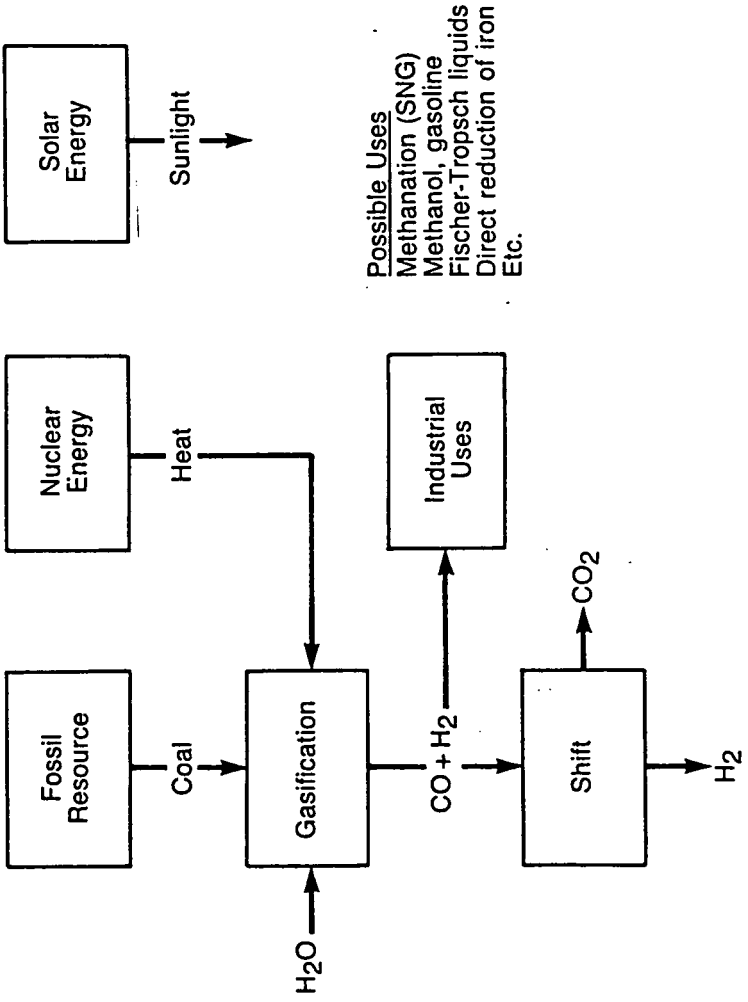 Fossil
Resource
Nuclear
Energy
Solar
Energy
Coal
Heat
Sunlight
H2O
Gasification
CO + H2
Industrial
Uses
Shift
CO2
H2
Possible Uses
Methanation (SNG)
Methanol, gasoline
Fischer-Tropsch liquids
Direct reduction of iron
Etc.